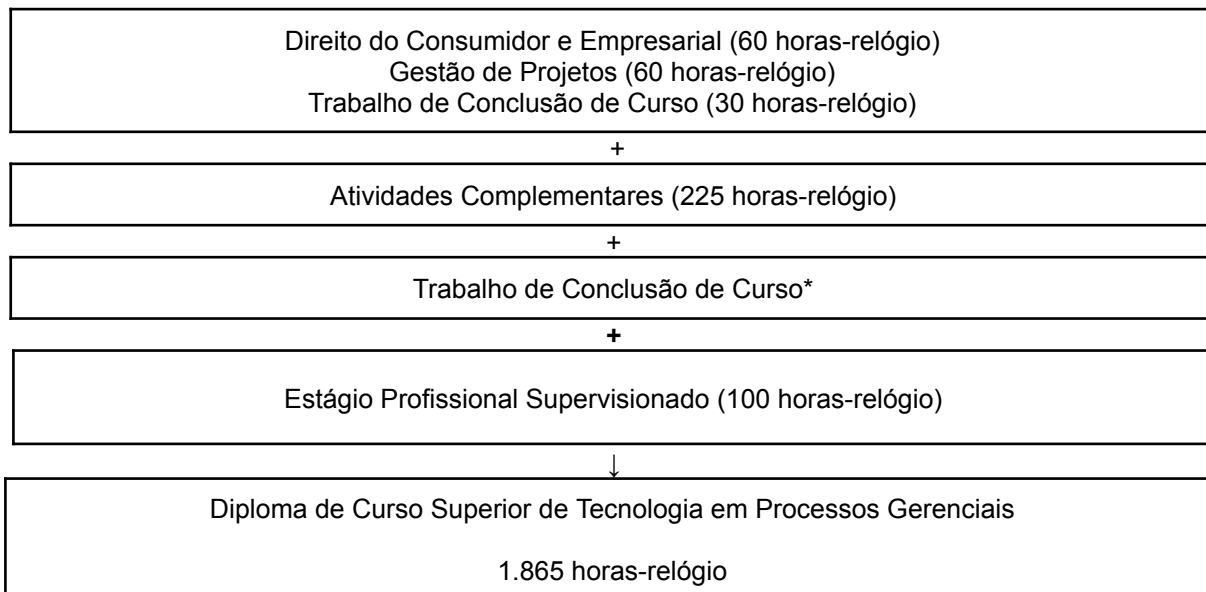 Direito do Consumidor e Empresarial (60 horas-relógio)
Gestão de Projetos (60 horas-relógio)
Trabalho de Conclusão de Curso (30 horas-relógio)
+
Atividades Complementares (225 horas-relógio)
+
Trabalho de Conclusão de Curso*
+
Estágio Profissional Supervisionado (100 horas-relógio)
↓
Diploma de Curso Superior de Tecnologia em Processos Gerenciais
1.865 horas-relógio